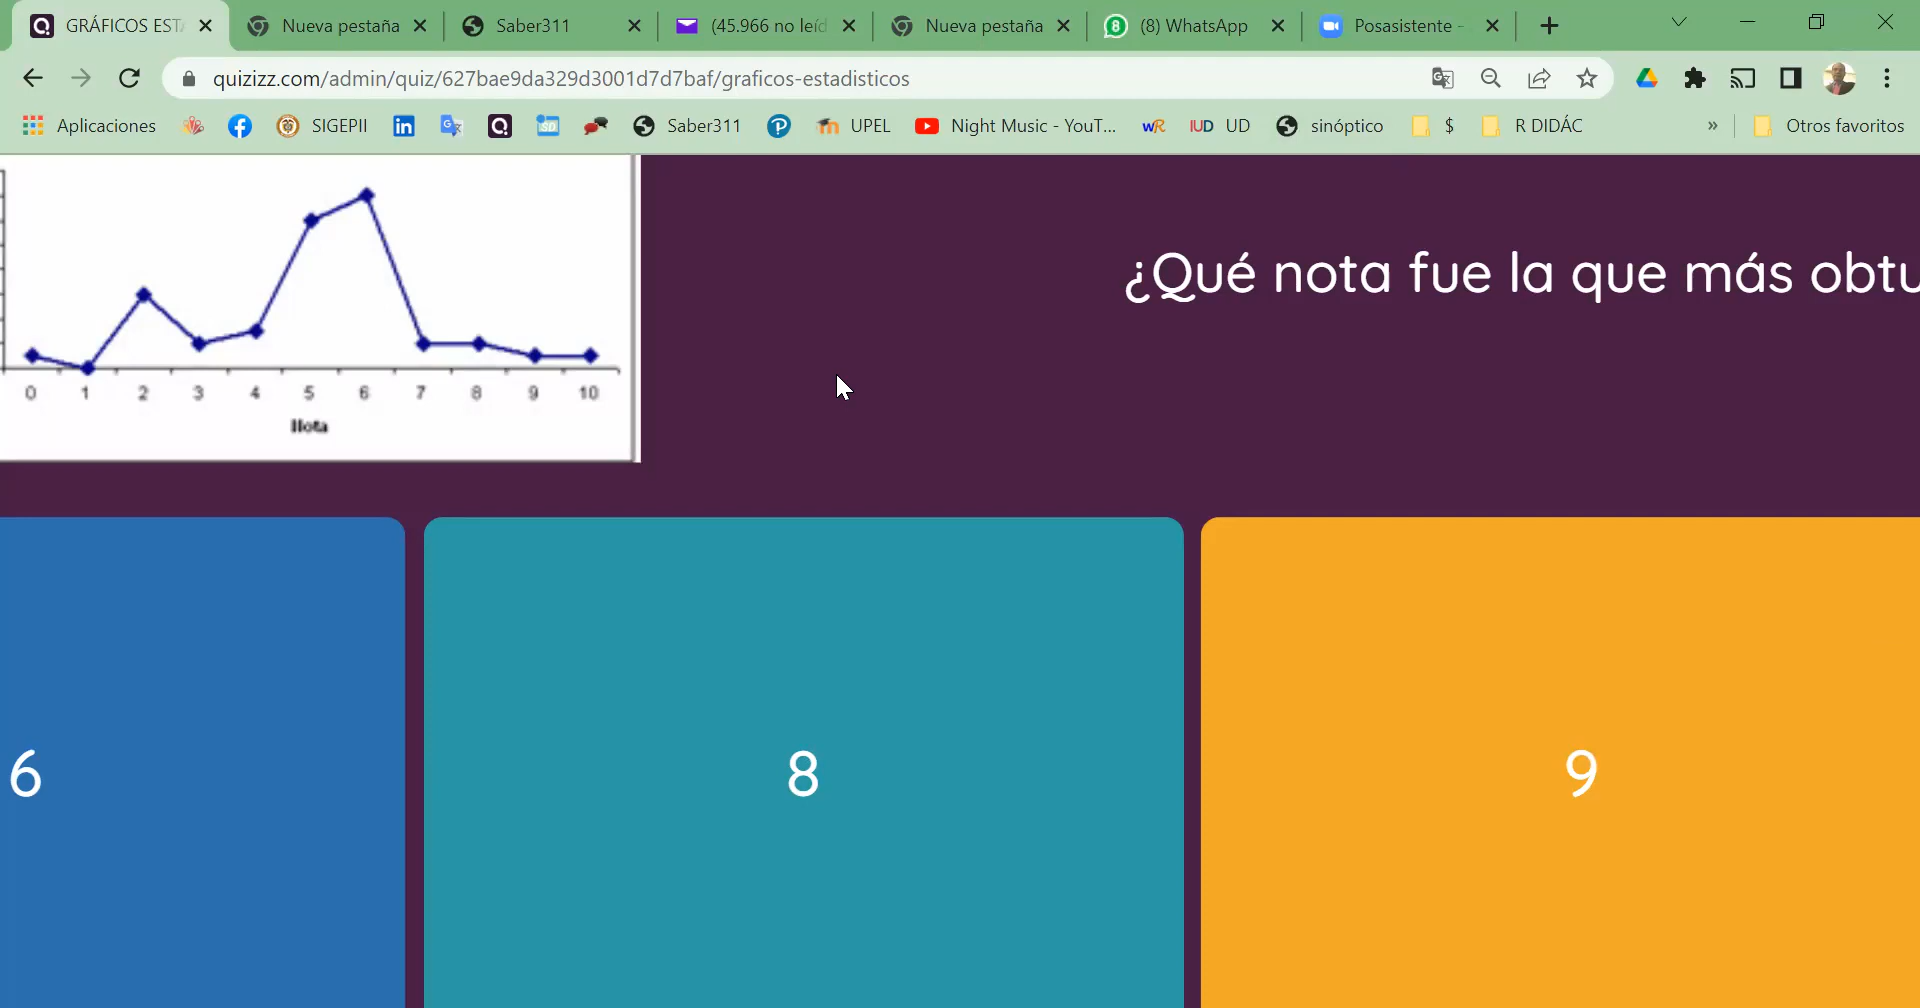 GRÁFICOS EST
Nueva pestaña
Saber311
(45.966 no leíd
Nueva pestaña
(8) WhatsApp
Posasistente -
quizizz.com/admin/quiz/627bae9da329d3001d7d7baf/graficos-estadisticos
Aplicaciones
SIGEPII
Saber311
UPEL
Night Music - YouT...
wR
IUD UD
sinóptico
$
R DIDÁC
»
Otros favoritos
¿Qué nota fue la que más obtu
0 1 2 3 4 5 6 7 8 9 10
Nota
6
8
9